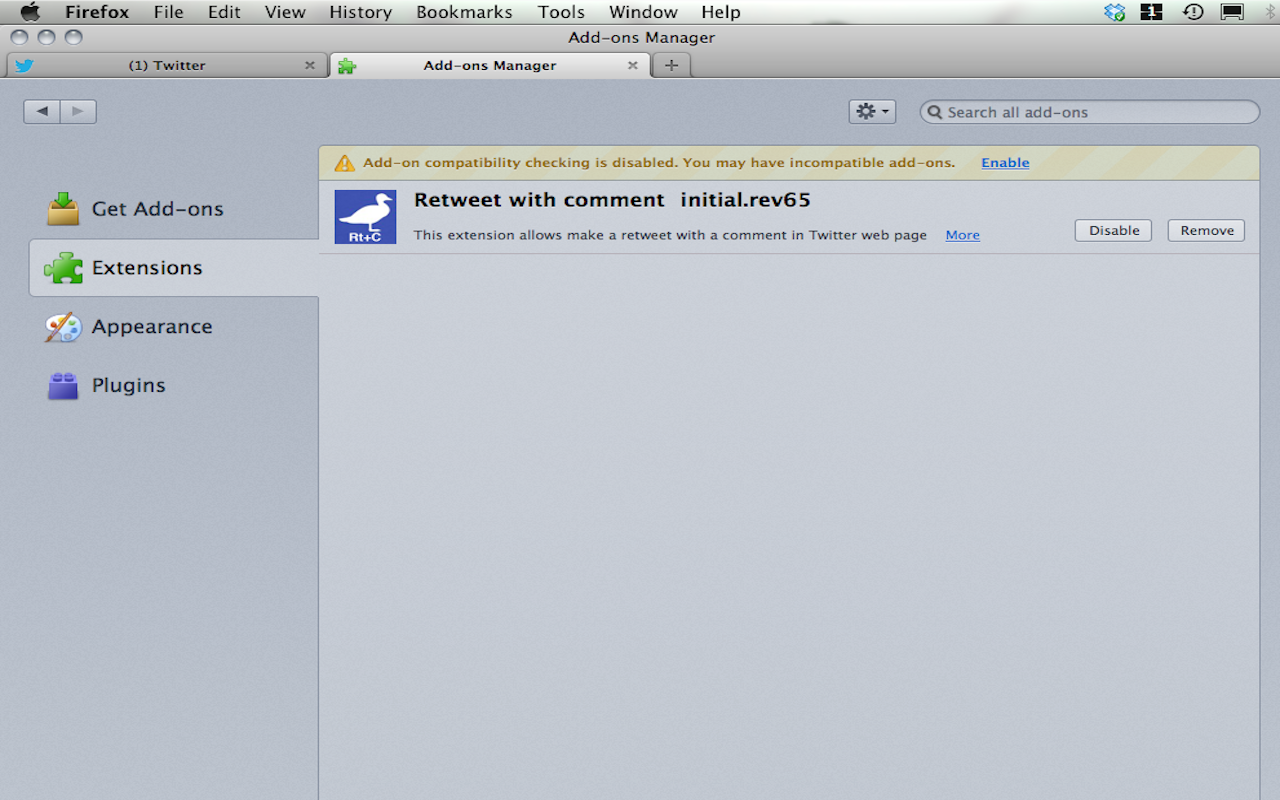 Firefox File Edit View History Bookmarks Tools Window Help
Add-ons Manager
(1) Twitter
Add-ons Manager
Search all add-ons
Add-on compatibility checking is disabled. You may have incompatible add-ons. Enable
Get Add-ons
Extensions
Appearance
Plugins
Rt+C
Retweet with comment initial.rev65
This extension allows make a retweet with a comment in Twitter web page More
Disable Remove